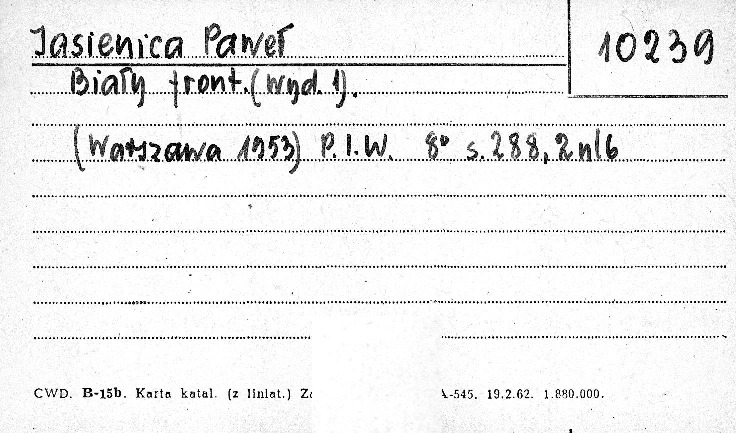 Jasienica Paweł
10239
Biały front. (Wyd. 1).
(Warszawa 1953) P.I.W. 8° s. 288, 2 nlb
CWD. B-15b. Karta katal. (z liniat.)
-545. 19.2.62. 1.880.000.